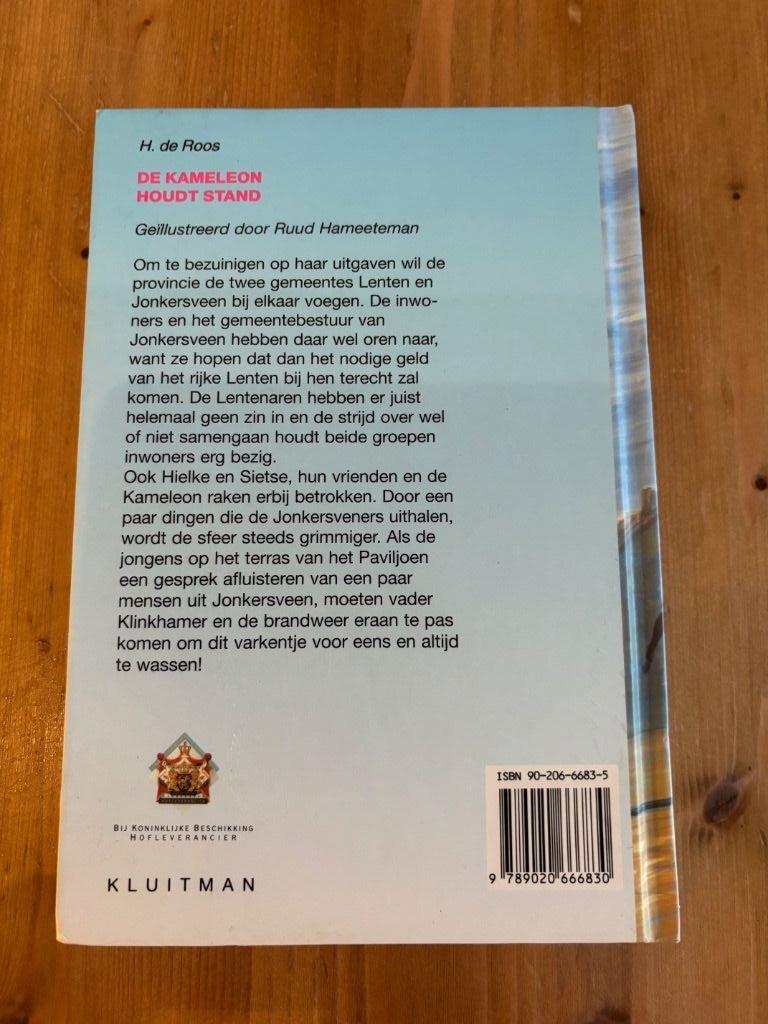 H. de Roos
DE KAMELEON
HOUDT STAND
Geïllustreerd door Ruud Hameeteman
Om te bezuinigen op haar uitgaven wil de
provincie de twee gemeentes Lenten en
Jonkersveen bij elkaar voegen. De inwo-
ners en het gemeentebestuur van
Jonkersveen hebben daar wel oren naar,
want ze hopen dat dan het nodige geld
van het rijke Lenten bij hen terecht zal
komen. De Lentenaren hebben er juist
helemaal geen zin in en de strijd over wel
of niet samengaan houdt beide groepen
inwoners erg bezig.
Ook Hielke en Sietse, hun vrienden en de
Kameleon raken erbij betrokken. Door een
paar dingen die de Jonkersveners uithalen,
wordt de sfeer steeds grimmiger. Als de
jongens op het terras van het Paviljoen
een gesprek afluisteren van een paar
mensen uit Jonkersveen, moeten vader
Klinkhamer en de brandweer eraan te pas
komen om dit varkentje voor eens en altijd
te wassen!
BIJ KONINKLIJKE BESCHIKKING
HOFLEVERANCIER
KLUITMAN
ISBN 90-206-6683-5
9 789020 666830